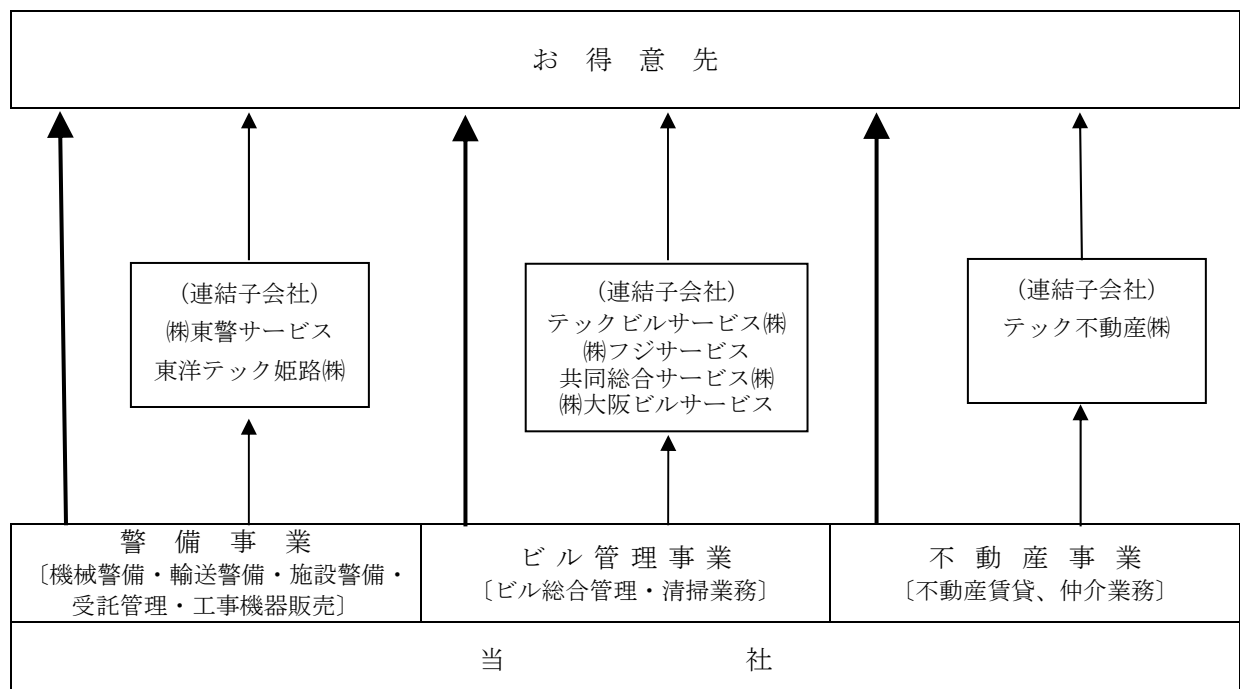 お得意先
(連結子会社)
㈱東警サービス
東洋テック姫路㈱
(連結子会社)
テックビルサービス㈱
㈱フジサービス
共同総合サービス㈱
㈱大阪ビルサービス
(連結子会社)
テック不動産㈱
警備事業
〔機械警備・輸送警備・施設警備・
受託管理・工事機器販売〕
ビル管理事業
〔ビル総合管理・清掃業務〕
不動産事業
〔不動産賃貸、仲介業務〕
当社